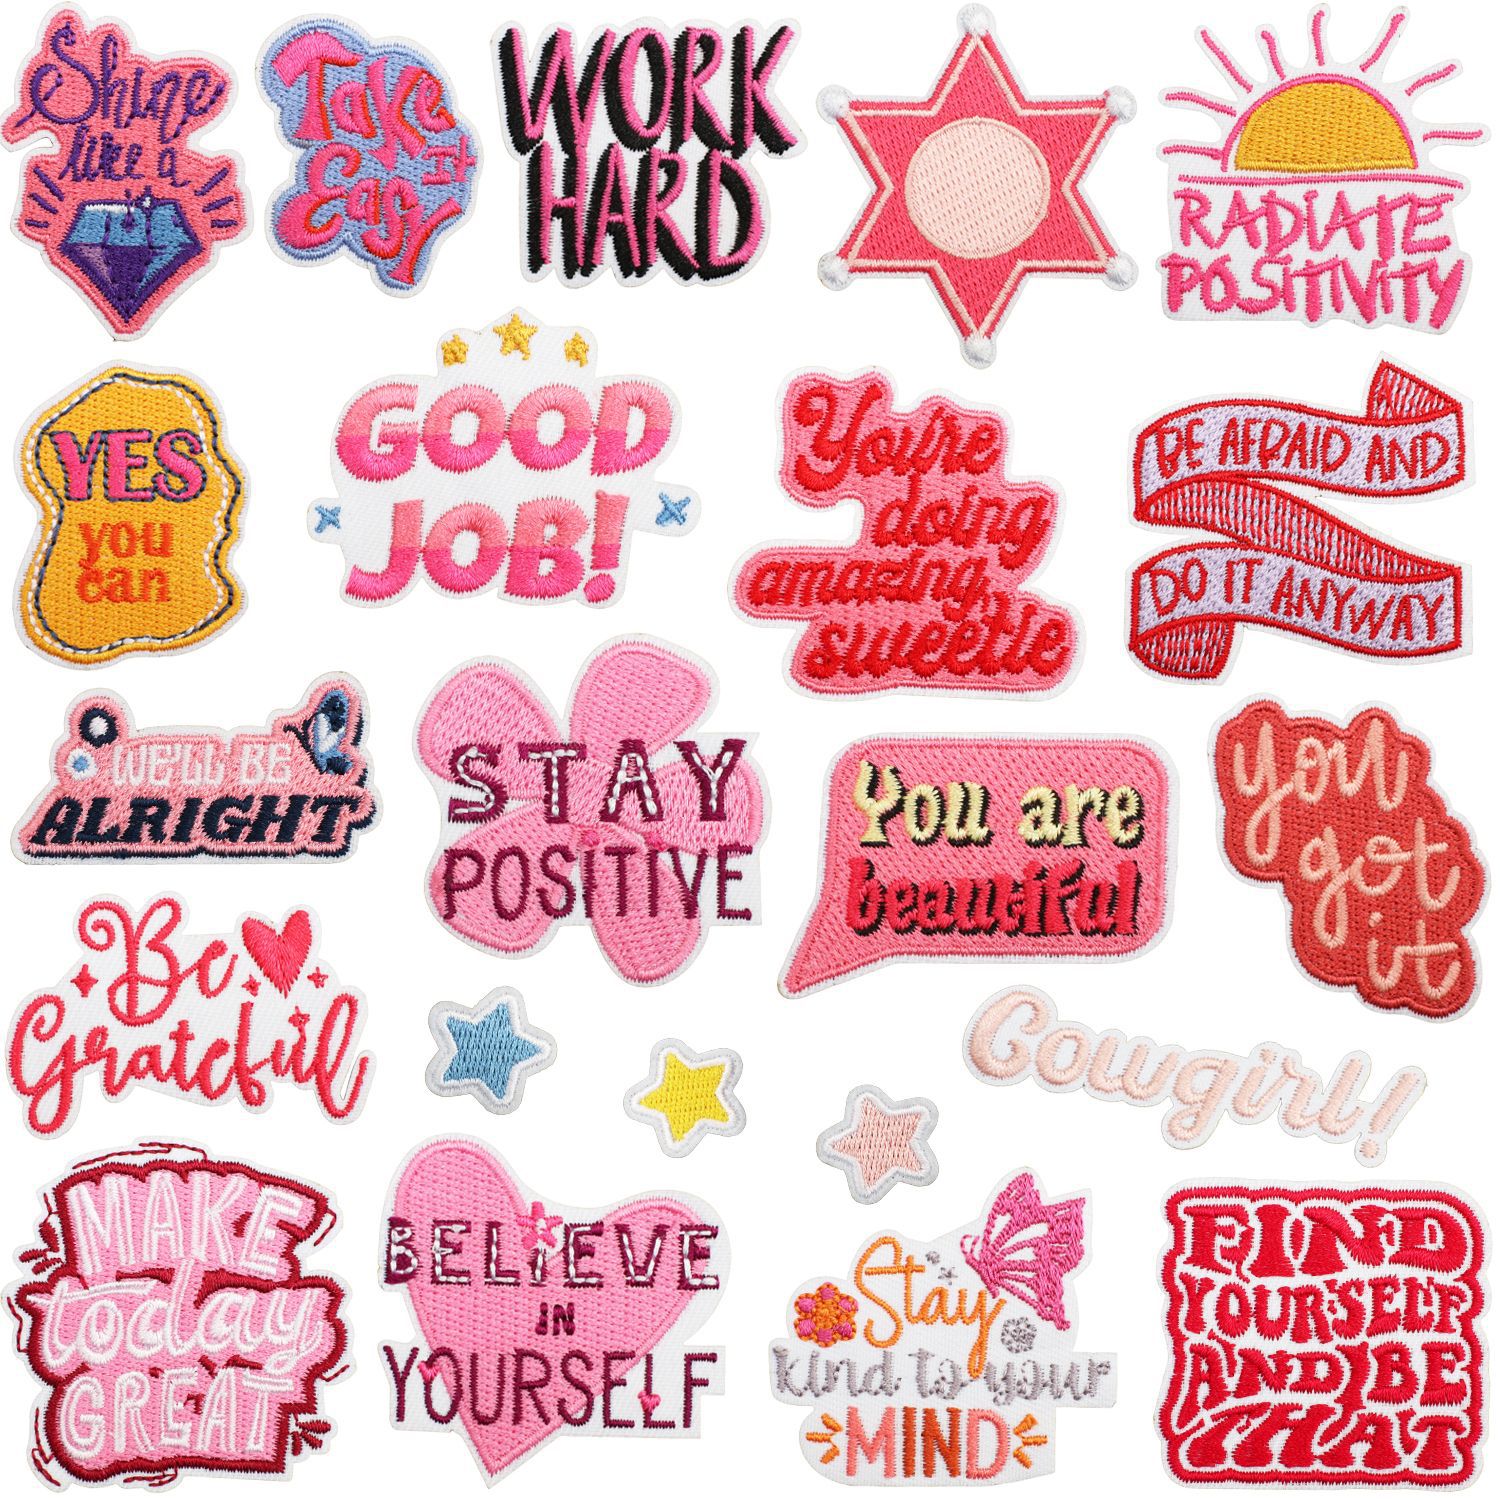 Shine
like a
Take
it
Easy
WORK
HARD
RADIATE
POSITIVITY
YES
you
can
GOOD
JOB!
You're
doing
amazing,
sweetie
BE AFRAID AND
DO IT ANYWAY
WE'LL BE
ALRIGHT
STAY
POSITIVE
You are
beautiful
you
got
it
Be
Grateful
Cowgirl!
MAKE
today
GREAT
BELIEVE
IN
YOURSELF
Stay
kind to your
MIND
FIND
YOURSELF
AND BE
THAT